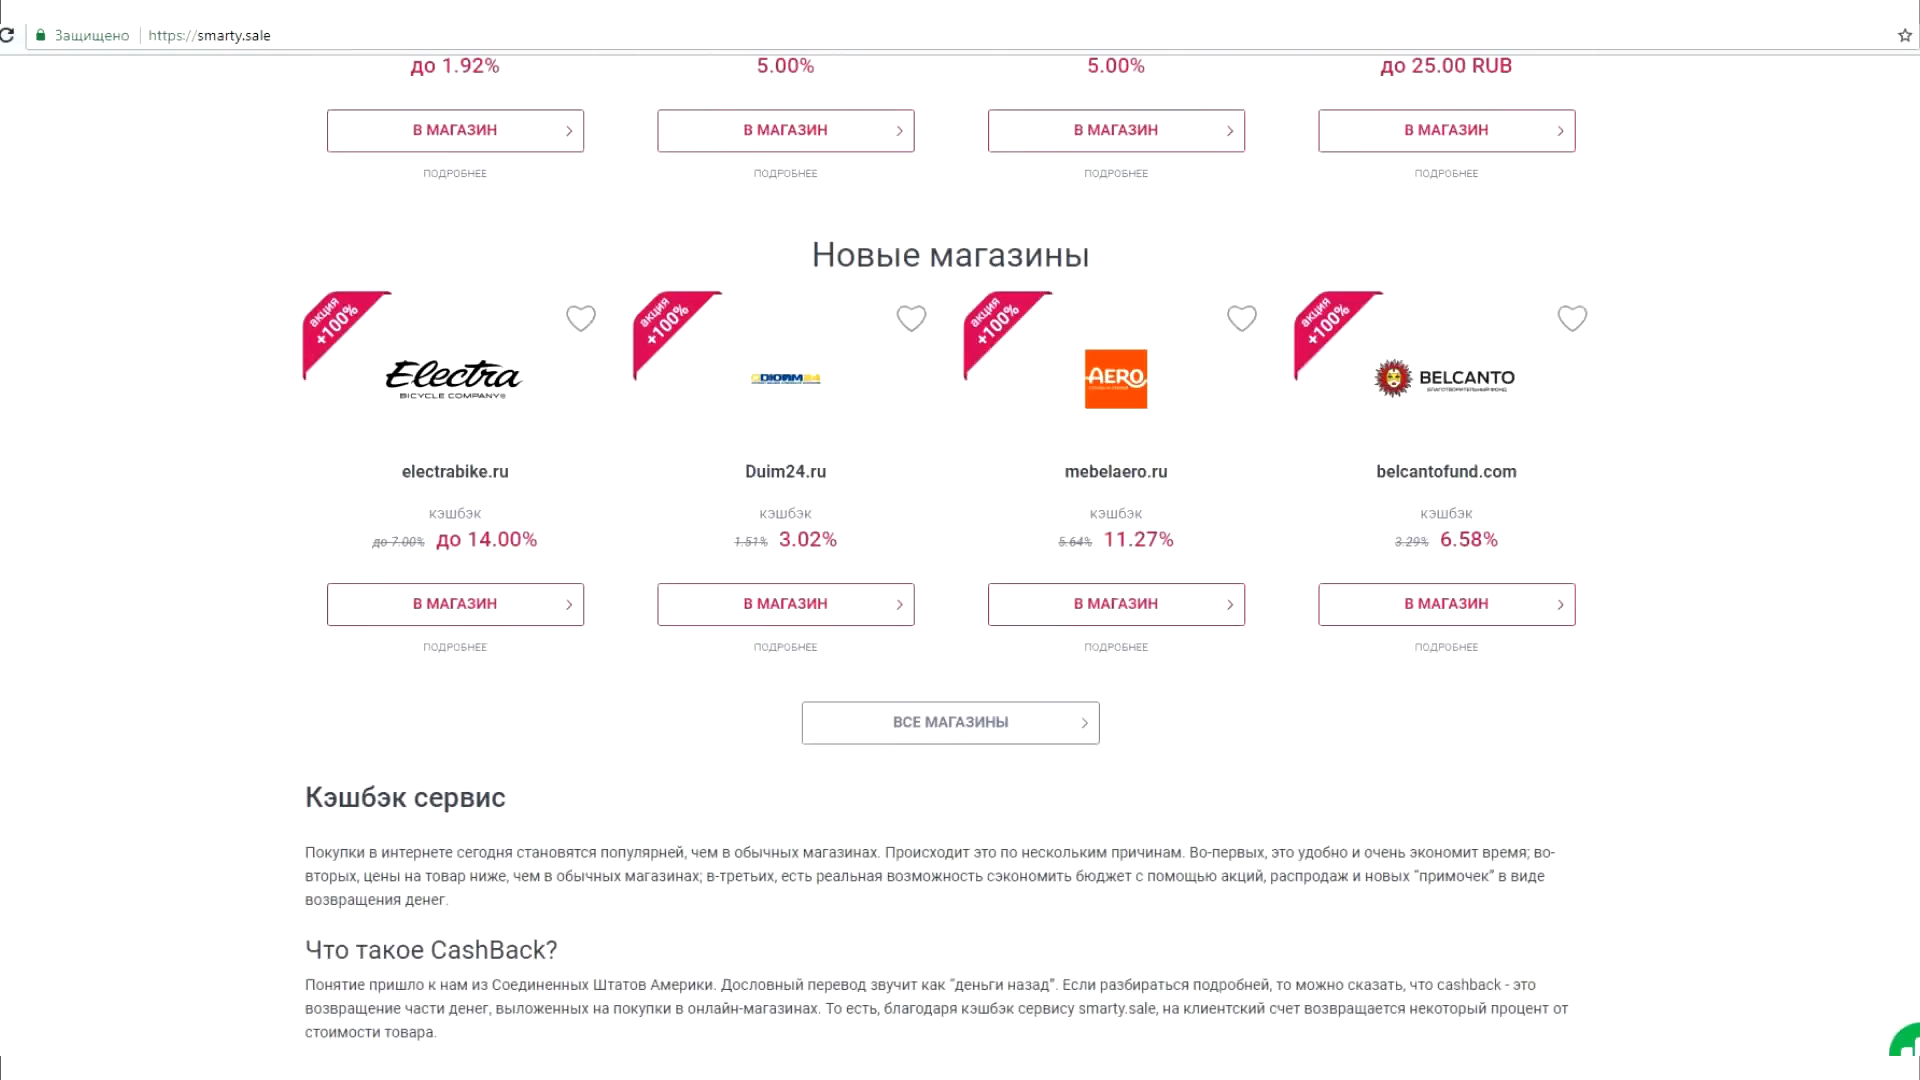 Защищено https://smarty.sale
до 1.92% 5.00% 5.00% до 25.00 RUB
В МАГАЗИН В МАГАЗИН В МАГАЗИН В МАГАЗИН
ПОДРОБНЕЕ ПОДРОБНЕЕ ПОДРОБНЕЕ ПОДРОБНЕЕ
Новые магазины
акция +100% акция +100% акция +100% акция +100%
Electra AERO BELCANTO
BICYCLE COMPANY® БЛАГОТВОРИТЕЛЬНЫЙ ФОНД
electrabike.ru Duim24.ru mebelaero.ru belcantofund.com
кэшбэк кэшбэк кэшбэк кэшбэк
до 7.00% до 14.00% 1.51% 3.02% 5.64% 11.27% 3.29% 6.58%
В МАГАЗИН В МАГАЗИН В МАГАЗИН В МАГАЗИН
ПОДРОБНЕЕ ПОДРОБНЕЕ ПОДРОБНЕЕ ПОДРОБНЕЕ
ВСЕ МАГАЗИНЫ
Кэшбэк сервис
Покупки в интернете сегодня становятся популярней, чем в обычных магазинах. Происходит это по нескольким причинам. Во-первых, это удобно и очень экономит время; во-
вторых, цены на товар ниже, чем в обычных магазинах; в-третьих, есть реальная возможность сэкономить бюджет с помощью акций, распродаж и новых “примочек” в виде
возвращения денег.
Что такое CashBack?
Понятие пришло к нам из Соединенных Штатов Америки. Дословный перевод звучит как “деньги назад”. Если разбираться подробней, то можно сказать, что cashback - это
возвращение части денег, выложенных на покупки в онлайн-магазинах. То есть, благодаря кэшбэк сервису smarty.sale, на клиентский счет возвращается некоторый процент от
стоимости товара.